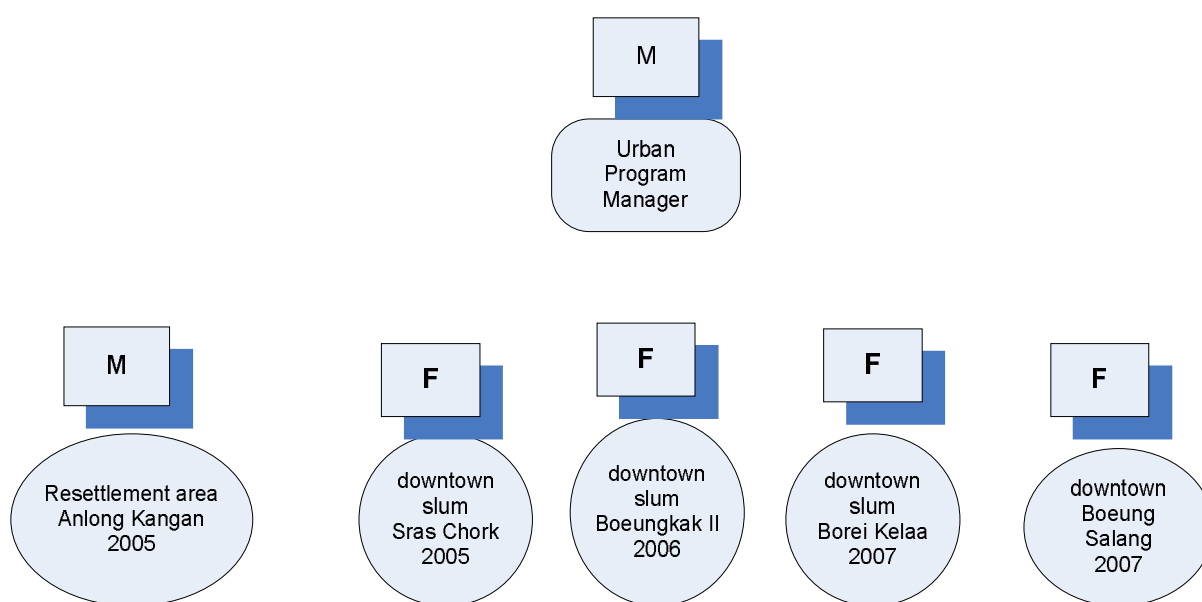 M
Urban
Program
Manager
M
Resettlement area
Anlong Kangan
2005
F
downtown
slum
Sras Chork
2005
F
downtown
slum
Boeungkak II
2006
F
downtown
slum
Borei Kelaa
2007
F
downtown
Boeung
Salang
2007